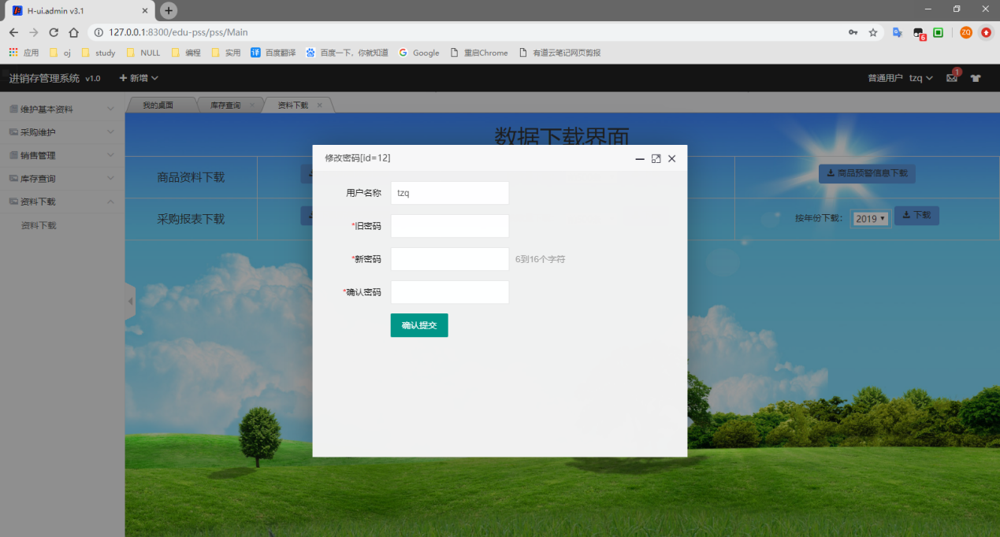 H-ui.admin v3.1
127.0.0.1:8300/edu-pss/pss/Main
ZQ
6
应用 oj study NULL 编程 实用 译 百度翻译 百度一下，你就知道 Google 重启Chrome 有道云笔记网页剪报
进销存管理系统 v1.0 新增 普通用户 tzq 1
维护基本资料
采购维护
销售管理
库存查询
资料下载
资料下载
我的桌面 库存查询 资料下载
数据下载界面
商品资料下载 商品预警信息下载
采购报表下载 按年份下载： 2019 下载
修改密码[id=12]
用户名称 tzq
*旧密码
*新密码 6到16个字符
*确认密码
确认提交